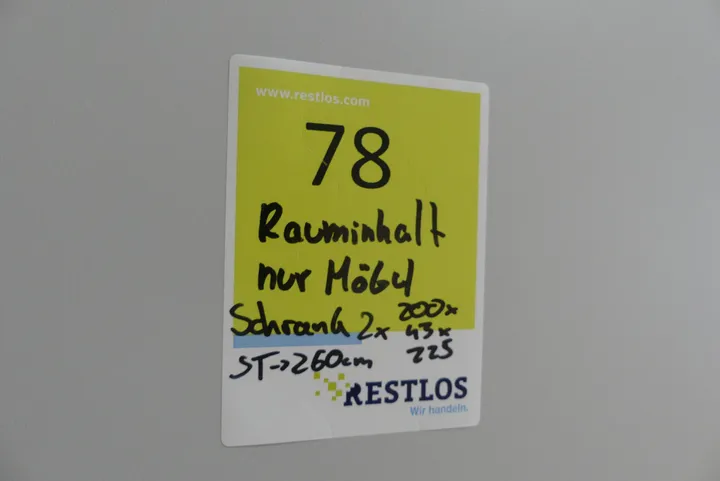 www.restlos.com
78
Rauminhalt
nur Möbel
Schrank 2x 200x
43x
225
ST->260cm
RESTLOS
Wir handeln.